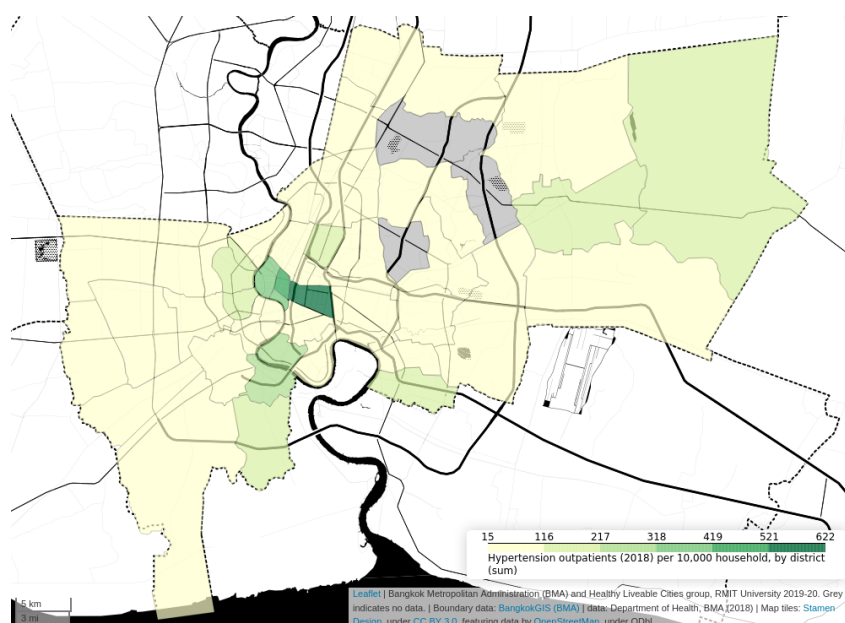 15 116 217 318 419 521 622
Hypertension outpatients (2018) per 10,000 household, by district
(sum)
5 km
3 mi
Leaflet | Bangkok Metropolitan Administration (BMA) and Healthy Liveable Cities group, RMIT University 2019-20. Grey
indicates no data. | Boundary data: BangkokGIS (BMA) | data: Department of Health, BMA (2018) | Map tiles: Stamen
Design, under CC BY 3.0, featuring data by OpenStreetMap, under ODbL